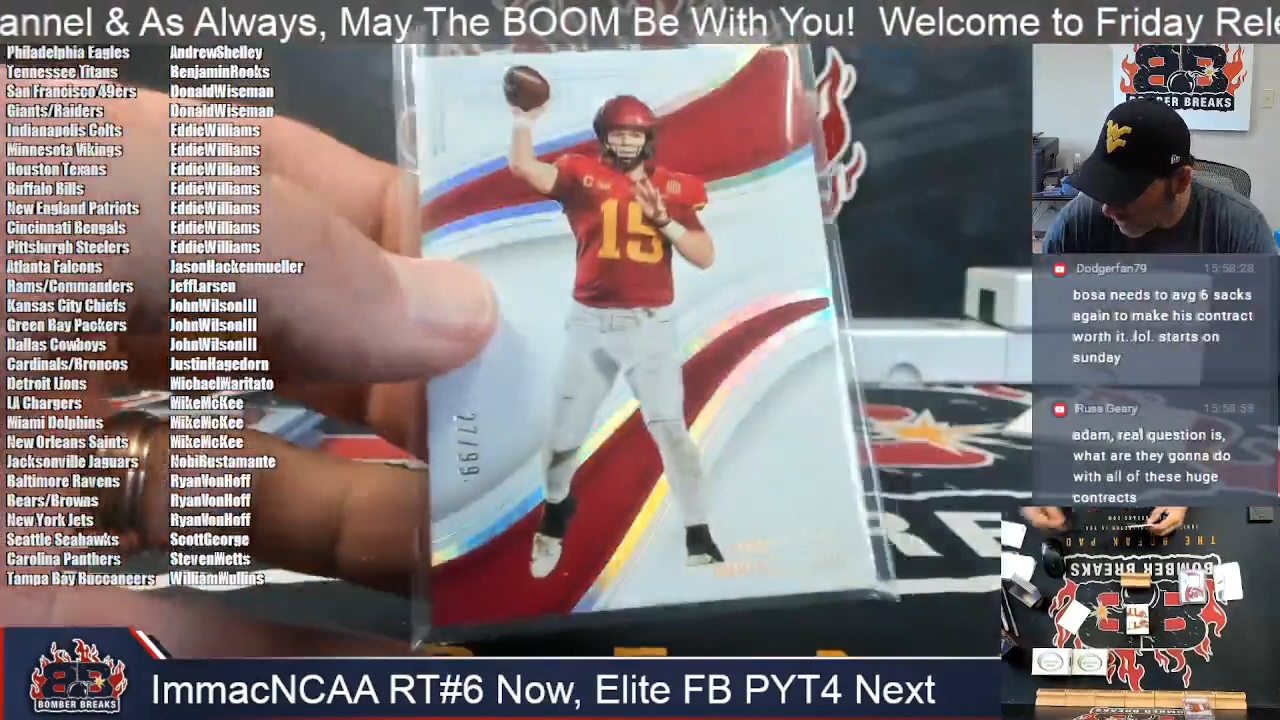 annel & As Always, May The BOOM Be With You! Welcome to Friday Rele
Philadelphia Eagles AndrewShelley
Tennessee Titans BenjaminRooks
San Francisco 49ers DonaldWiseman
Giants/Raiders DonaldWiseman
Indianapolis Colts EddieWilliams
Minnesota Vikings EddieWilliams
Houston Texans EddieWilliams
Buffalo Bills EddieWilliams
New England Patriots EddieWilliams
Cincinnati Bengals EddieWilliams
Pittsburgh Steelers EddieWilliams
Atlanta Falcons JasonHackenmueller
Rams/Commanders JeffLarsen
Kansas City Chiefs JohnWilsonIII
Green Bay Packers JohnWilsonIII
Dallas Cowboys JohnWilsonIII
Cardinals/Broncos JustinHagedorn
Detroit Lions MichaelMaritato
LA Chargers MikeMcKee
Miami Dolphins MikeMcKee
New Orleans Saints MikeMcKee
Jacksonville Jaguars NobiBustamante
Baltimore Ravens RyanVonHoff
Bears/Browns RyanVonHoff
New York Jets RyanVonHoff
Seattle Seahawks ScottGeorge
Carolina Panthers StevenWetts
Tampa Bay Buccaneers WilliamMullins
15
27/99
BOMBER BREAKS
Dodgerfan79 15:58:28
bosa needs to avg 6 sacks
again to make his contract
worth it..lol. starts on
sunday
Russ Geary 15:58:58
adam, real question is,
what are they gonna do
with all of these huge
contracts
THE BREAK PAD
BOMBER BREAKS
BOMBER BREAKS
ImmacNCAA RT#6 Now, Elite FB PYT4 Next